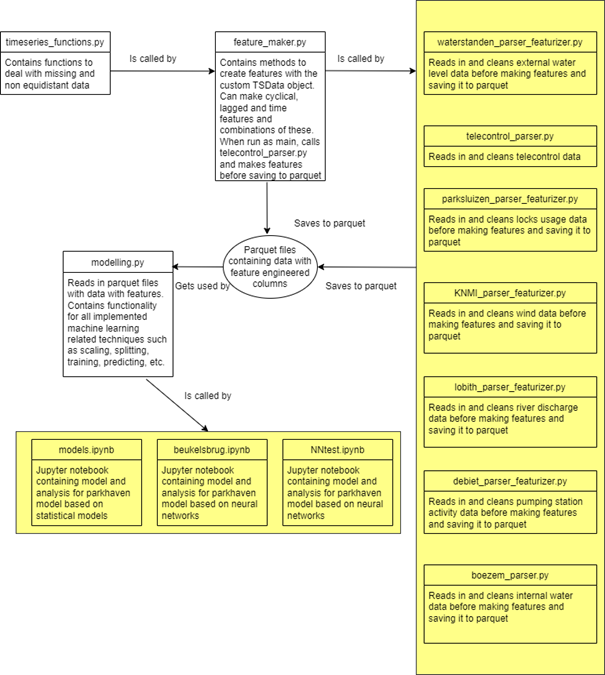 timeseries_functions.py
Contains functions to
deal with missing and
non equidistant data
Is called by
feature_maker.py
Contains methods to
create features with the
custom TSData object.
Can make cyclical,
lagged and time
features and
combinations of these.
When run as main, calls
telecontrol_parser.py
and makes features
before saving to parquet
Is called by
waterstanden_parser_featurizer.py
Reads in and cleans external water
level data before making features and
saving it to parquet
telecontrol_parser.py
Reads in and cleans telecontrol data
parksluizen_parser_featurizer.py
Reads in and cleans locks usage data
before making features and saving it to
parquet
KNMI_parser_featurizer.py
Reads in and cleans wind data before
making features and saving it to
parquet
lobith_parser_featurizer.py
Reads in and cleans river discharge
data before making features and
saving it to parquet
debiet_parser_featurizer.py
Reads in and cleans pumping station
activity data before making features
and saving it to parquet
boezem_parser.py
Reads in and cleans internal water
data before making features and
saving it to parquet
Saves to parquet
Parquet files
containing data with
feature engineered
columns
Saves to parquet
Gets used by
modelling.py
Reads in parquet files
with data with features.
Contains functionality
for all implemented
machine learning
related techniques such
as scaling, splitting,
training, predicting, etc.
Is called by
models.ipynb
Jupyter notebook
containing model and
analysis for parkhaven
model based on
statistical models
beukelsbrug.ipynb
Jupyter notebook
containing model and
analysis for parkhaven
model based on neural
networks
NNtest.ipynb
Jupyter notebook
containing model and
analysis for parkhaven
model based on neural
networks